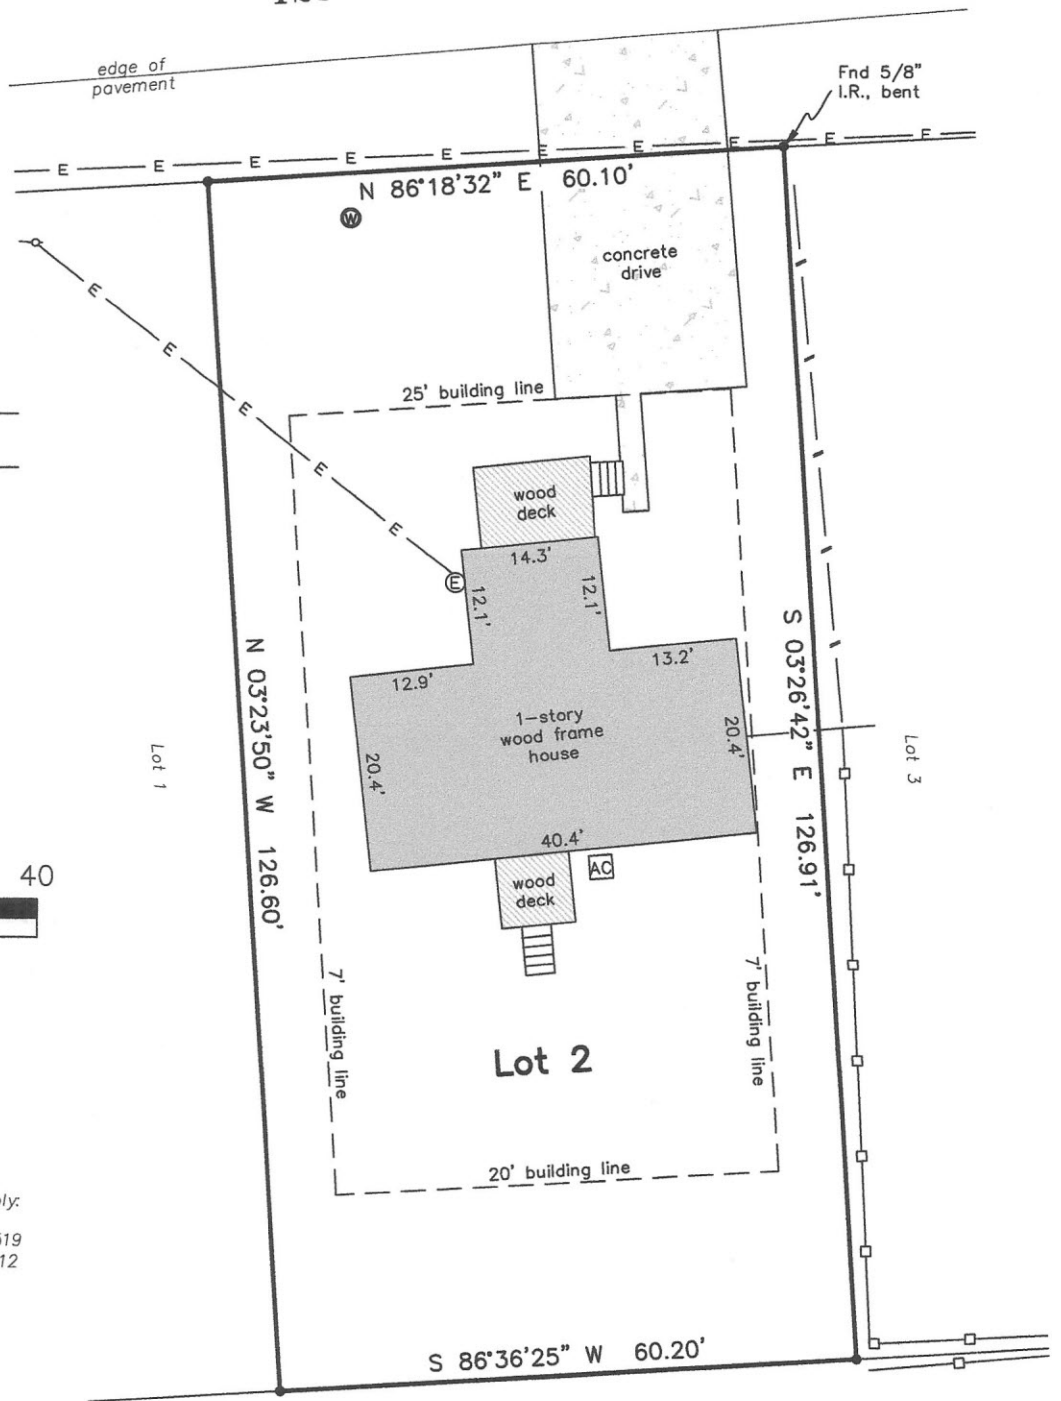 edge of
pavement
Fnd 5/8"
I.R., bent
E E E E E E E E E E
N 86°18'32" E 60.10'
W
concrete
drive
E
E
E
E
E
25' building line
wood
deck
14.3'
E
12.1'
12.1'
12.9'
13.2'
1-story
wood frame
house
20.4'
20.4'
40.4'
AC
wood
deck
N 03°23'50" W 126.60'
S 03°26'42" E 126.91'
Lot 1
Lot 3
40
7' building line
7' building line
Lot 2
20' building line
12
S 86°36'25" W 60.20'